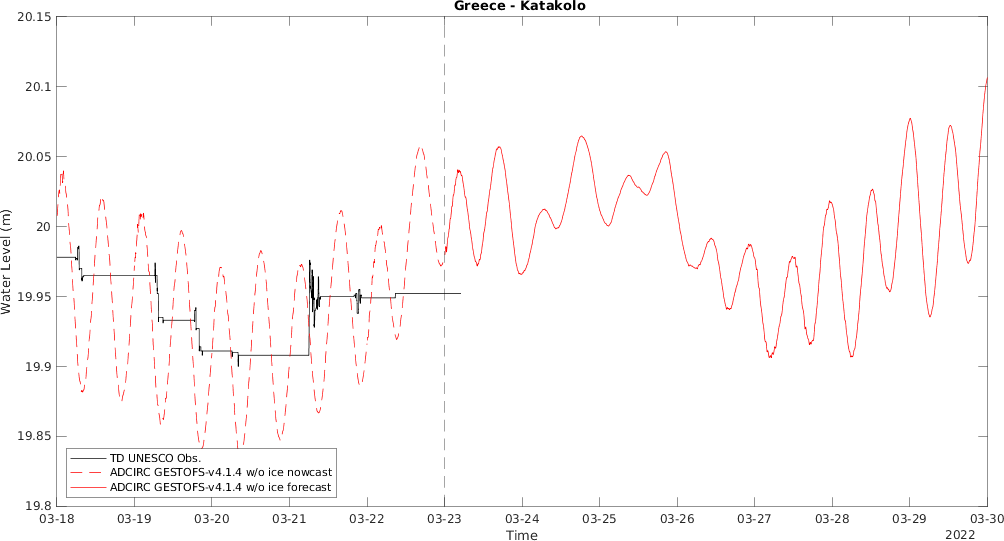 Greece - Katakolo
Water Level (m)
20.15
20.1
20.05
20
19.95
19.9
19.85
19.8
TD UNESCO Obs.
ADCIRC GESTOFS-v4.1.4 w/o ice nowcast
ADCIRC GESTOFS-v4.1.4 w/o ice forecast
03-18 03-19 03-20 03-21 03-22 03-23 03-24 03-25 03-26 03-27 03-28 03-29 03-30
Time
2022